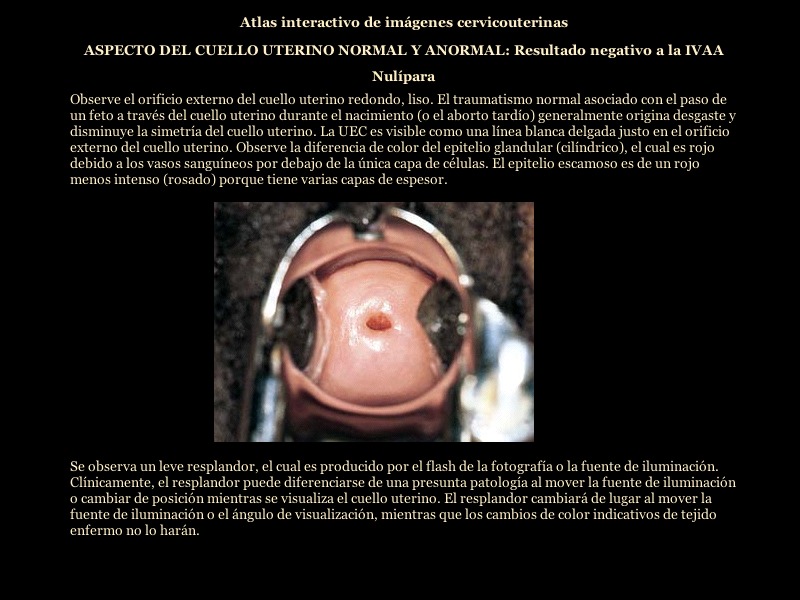 Atlas interactivo de imágenes cervicouterinas
ASPECTO DEL CUELLO UTERINO NORMAL Y ANORMAL: Resultado negativo a la IVAA
Nulípara
Observe el orificio externo del cuello uterino redondo, liso. El traumatismo normal asociado con el paso de
un feto a través del cuello uterino durante el nacimiento (o el aborto tardío) generalmente origina desgaste y
disminuye la simetría del cuello uterino. La UEC es visible como una línea blanca delgada justo en el orificio
externo del cuello uterino. Observe la diferencia de color del epitelio glandular (cilíndrico), el cual es rojo
debido a los vasos sanguíneos por debajo de la única capa de células. El epitelio escamoso es de un rojo
menos intenso (rosado) porque tiene varias capas de espesor.
Se observa un leve resplandor, el cual es producido por el flash de la fotografía o la fuente de iluminación.
Clínicamente, el resplandor puede diferenciarse de una presunta patología al mover la fuente de iluminación
o cambiar de posición mientras se visualiza el cuello uterino. El resplandor cambiará de lugar al mover la
fuente de iluminación o el ángulo de visualización, mientras que los cambios de color indicativos de tejido
enfermo no lo harán.